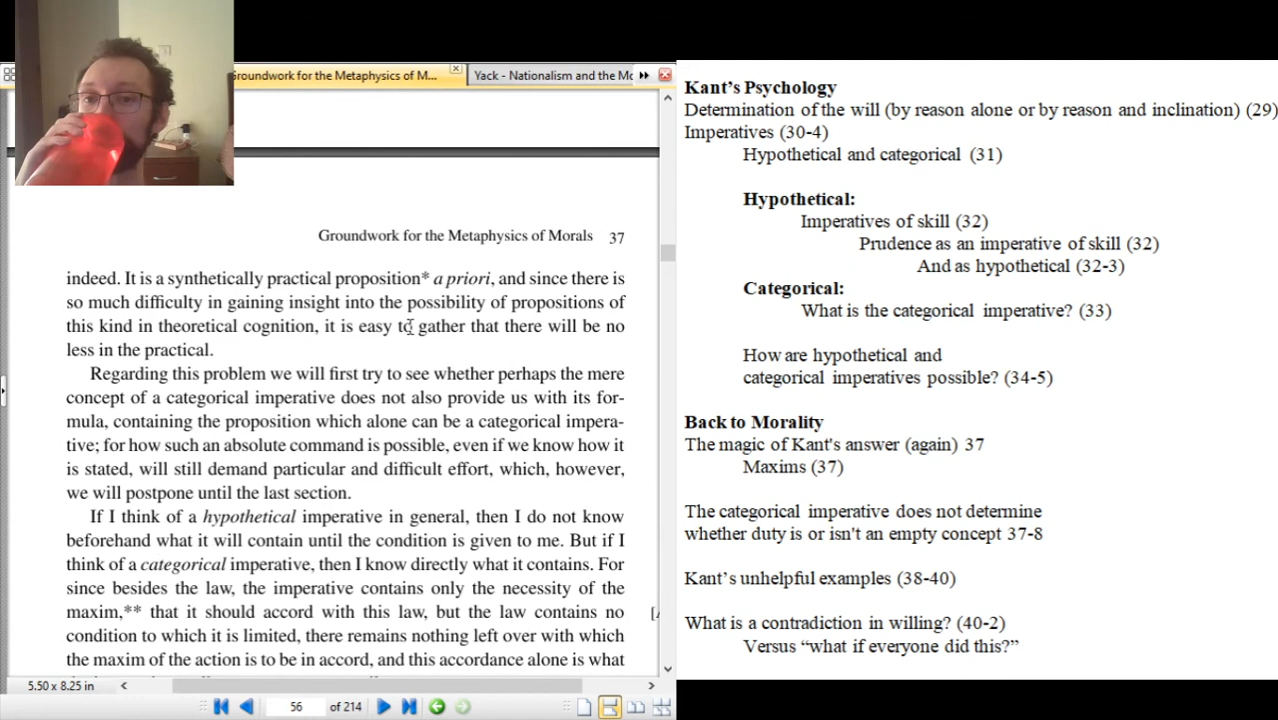 Groundwork for the Metaphysics of M...
Yack - Nationalism and the Mo
Groundwork for the Metaphysics of Morals 37
indeed. It is a synthetically practical proposition* a priori, and since there is
so much difficulty in gaining insight into the possibility of propositions of
this kind in theoretical cognition, it is easy to gather that there will be no
less in the practical.
Regarding this problem we will first try to see whether perhaps the mere
concept of a categorical imperative does not also provide us with its for-
mula, containing the proposition which alone can be a categorical impera-
tive; for how such an absolute command is possible, even if we know how it
is stated, will still demand particular and difficult effort, which, however,
we will postpone until the last section.
If I think of a hypothetical imperative in general, then I do not know
beforehand what it will contain until the condition is given to me. But if I
think of a categorical imperative, then I know directly what it contains. For
since besides the law, the imperative contains only the necessity of the
maxim,** that it should accord with this law, but the law contains no
condition to which it is limited, there remains nothing left over with which
the maxim of the action is to be in accord, and this accordance alone is what
5.50 x 8.25 in
56 of 214
Kant's Psychology
Determination of the will (by reason alone or by reason and inclination) (29)
Imperatives (30-4)
Hypothetical and categorical (31)
Hypothetical:
Imperatives of skill (32)
Prudence as an imperative of skill (32)
And as hypothetical (32-3)
Categorical:
What is the categorical imperative? (33)
How are hypothetical and
categorical imperatives possible? (34-5)
Back to Morality
The magic of Kant's answer (again) 37
Maxims (37)
The categorical imperative does not determine
whether duty is or isn't an empty concept 37-8
Kant's unhelpful examples (38-40)
What is a contradiction in willing? (40-2)
Versus “what if everyone did this?”